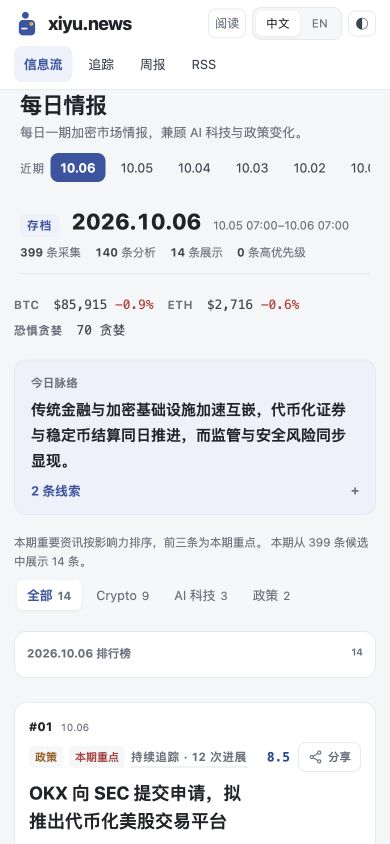 xiyu.news 阅读 中文 EN
信息流 追踪 周报 RSS
每日情报
每日一期加密市场情报，兼顾 AI 科技与政策变化。
近期 10.06 10.05 10.04 10.03 10.02
存档 2026.10.06 10.05 07:00–10.06 07:00
399 条采集 140 条分析 14 条展示 0 条高优先级
BTC $85,915 −0.9% ETH $2,716 −0.6%
恐惧贪婪 70 贪婪
今日脉络
传统金融与加密基础设施加速互嵌，代币化证券
与稳定币结算同日推进，而监管与安全风险同步
显现。
2 条线索 +
本期重要资讯按影响力排序，前三条为本期重点。 本期从 399 条候选
中展示 14 条。
全部 14 Crypto 9 AI 科技 3 政策 2
2026.10.06 排行榜 14
#01 10.06
政策 本期重点 持续追踪 · 12 次进展 8.5 分享
OKX 向 SEC 提交申请，拟
推出代币化美股交易平台